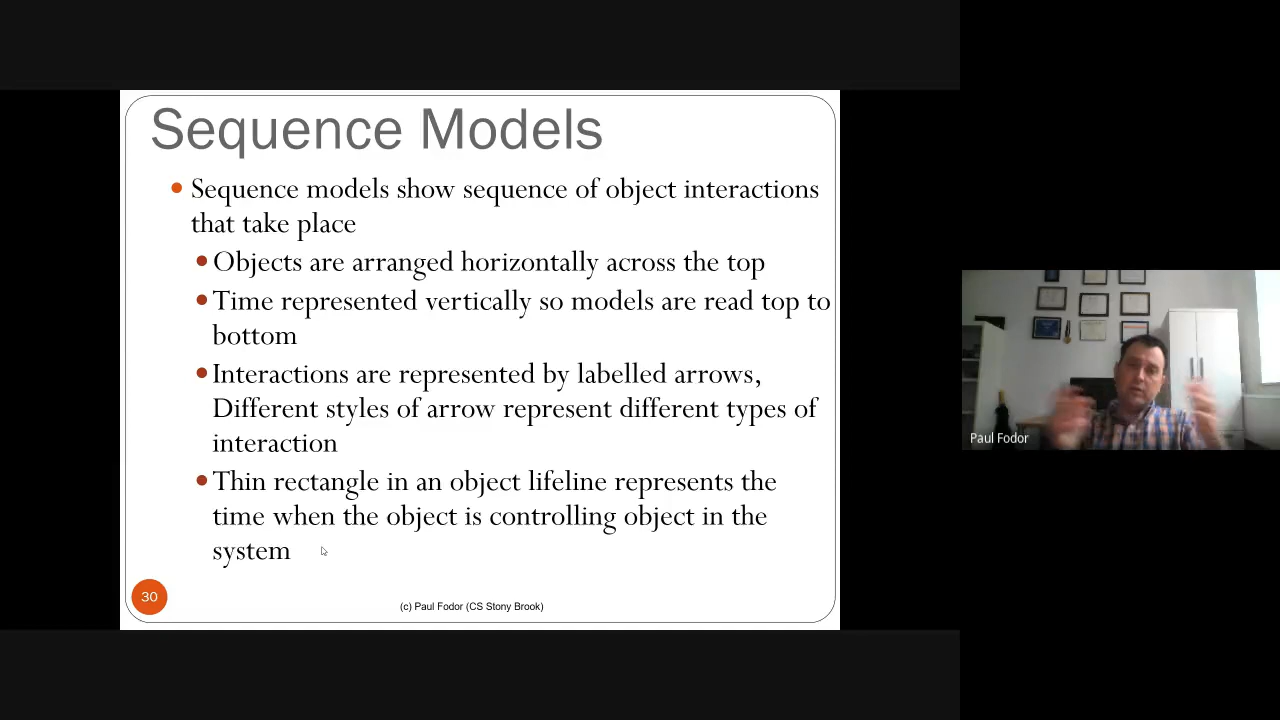 Sequence Models
Sequence models show sequence of object interactions
that take place
Objects are arranged horizontally across the top
Time represented vertically so models are read top to
bottom
Interactions are represented by labelled arrows,
Different styles of arrow represent different types of
interaction
Thin rectangle in an object lifeline represents the
time when the object is controlling object in the
system
30
(c) Paul Fodor (CS Stony Brook)
Paul Fodor